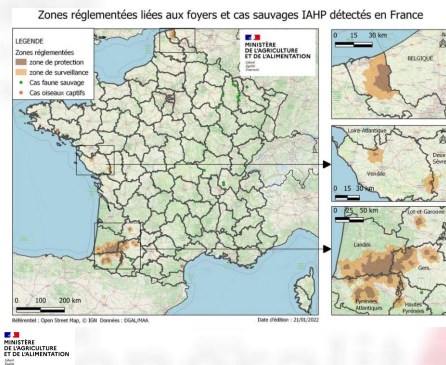 Zones réglementées liées aux foyers et cas sauvages IAHP détectés en France
LEGENDE
Zones réglementées
zone de protection
zone de surveillance
Cas faune sauvage
Cas oiseaux captifs
MINISTÈRE
DE L'AGRICULTURE
ET DE L'ALIMENTATION
0 15 30 km
BELGIQUE
Loire-Atlantique
Vendée
Deux
Sèvre
0 15 30 km
0 25 50 km
Lot-et-Garonne
Landes
Gers
Pyrénées
Atlantiques
Hautes
Pyrénées
0 100 200 km
Référentiel : Open Street Map, © IGN Données : DGAL/MAA
Date d'édition : 21/01/2022
MINISTÈRE
DE L'AGRICULTURE
ET DE L'ALIMENTATION